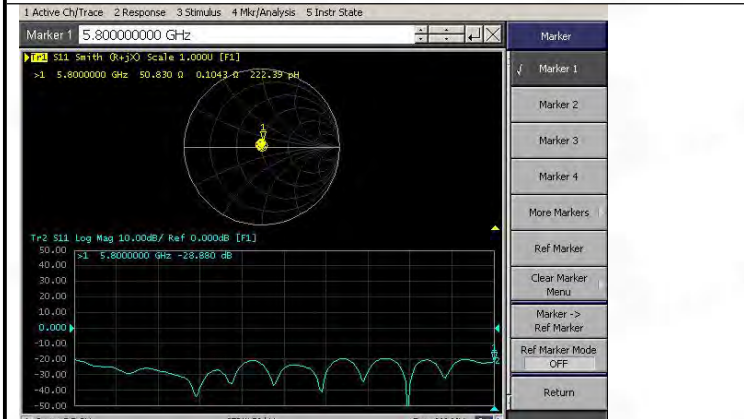 1 Active Ch/Trace 2 Response 3 Stimulus 4 Mkr/Analysis 5 Instr State
Marker 1 5.800000000 GHz
Marker
Tr1 S11 Smith (R+jX) Scale 1.000U [F1]
>1 5.8000000 GHz 50.830 Ω 0.1043 Ω 222.39 pH
√ Marker 1
Marker 2
Marker 3
Marker 4
More Markers
Ref Marker
Clear Marker
Menu
Marker ->
Ref Marker
Ref Marker Mode
OFF
Return
1
Tr2 S11 Log Mag 10.00dB/ Ref 0.000dB [F1]
50.00
>1 5.8000000 GHz -28.880 dB
40.00
30.00
20.00
10.00
0.000
-10.00
-20.00
-30.00
-40.00
-50.00